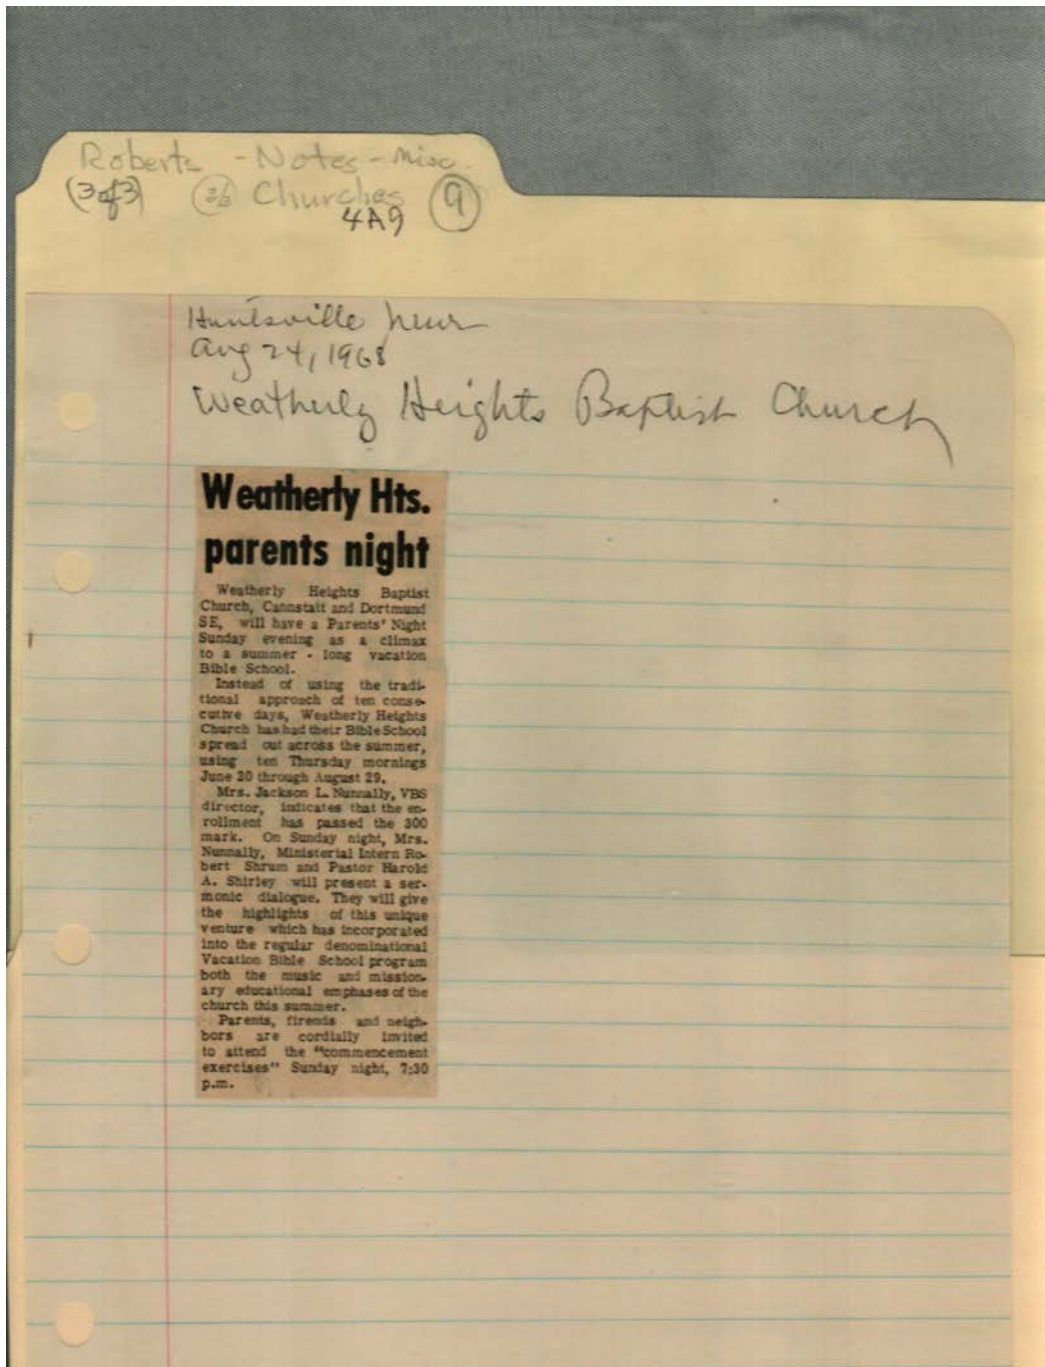 Roberts - Notes - Misc.
(3 of 3) Churches 9
4A9
Huntsville News
Aug 24, 1968
Weatherly Heights Baptist Church
Weatherly Hts.
parents night
Weatherly Heights Baptist
Church, Cannstatt and Dortmund
SE, will have a Parents' Night
Sunday evening as a climax
to a summer - long vacation
Bible School.
Instead of using the tradi-
tional approach of ten conse-
cutive days, Weatherly Heights
Church has had their Bible School
spread out across the summer,
using ten Thursday mornings
June 20 through August 29.
Mrs. Jackson L. Nunnally, VBS
director, indicates that the en-
rollment has passed the 300
mark. On Sunday night, Mrs.
Nunnally, Ministerial Intern Ro-
bert Shrum and Pastor Harold
A. Shirley will present a ser-
monic dialogue. They will give
the highlights of this unique
venture which has incorporated
into the regular denominational
Vacation Bible School program
both the music and mission-
ary educational emphases of the
church this summer.
Parents, firends and neigh-
bors are cordially invited
to attend the "commencement
exercises" Sunday night, 7:30
p.m.